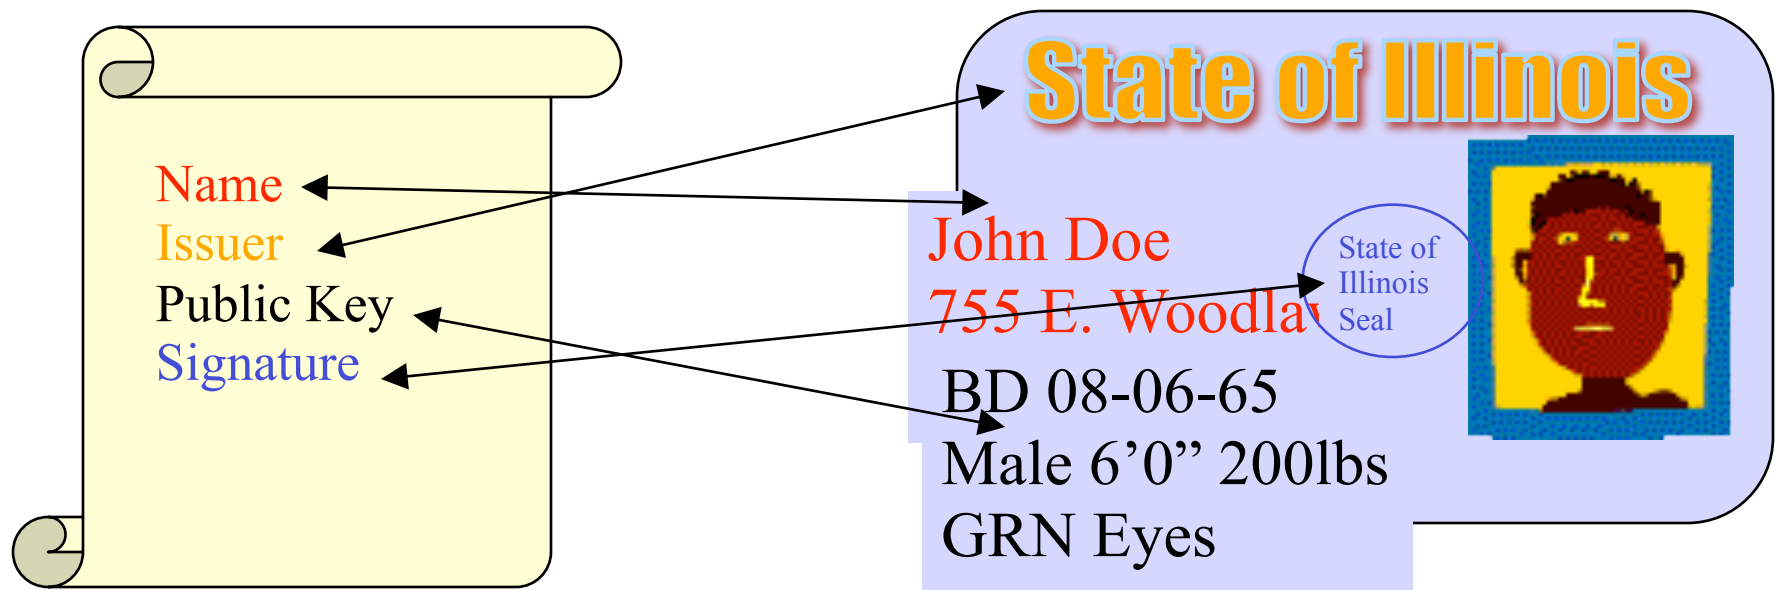 Name
Issuer
Public Key
Signature
State of Illinois
John Doe
755 E.
State of
Illinois
Seal
BD 08-06-65
Male 6’0” 200lbs
GRN Eyes